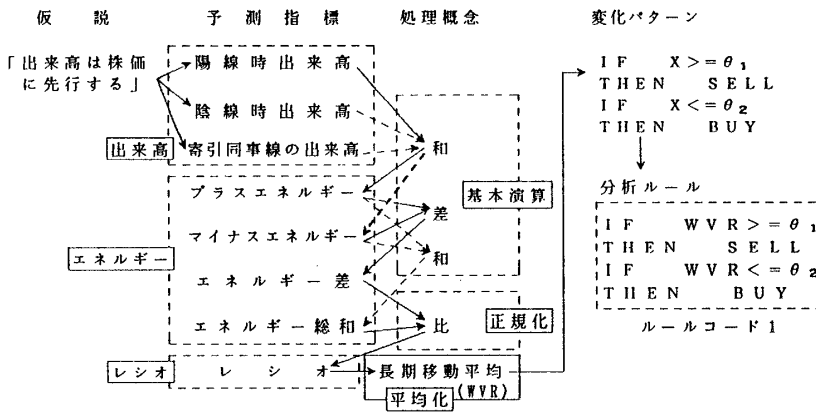 仮説
予測指標
処理概念
変化パターン
「出来高は株価
に先行する」
陽線時出来高
陰線時出来高
出来高
寄引同事線の出来高
和
プラスエネルギー
基本演算
差
マイナスエネルギー
和
エネルギー
エネルギー差
エネルギー総和
比
正規化
レシオ
レシオ
長期移動平均
平均化
(WVR)
IF X>=θ1
THEN SELL
IF X<=θ2
THEN BUY
分析ルール
IF WVR>=θ1
THEN SELL
IF WVR<=θ2
THEN BUY
ルールコード1